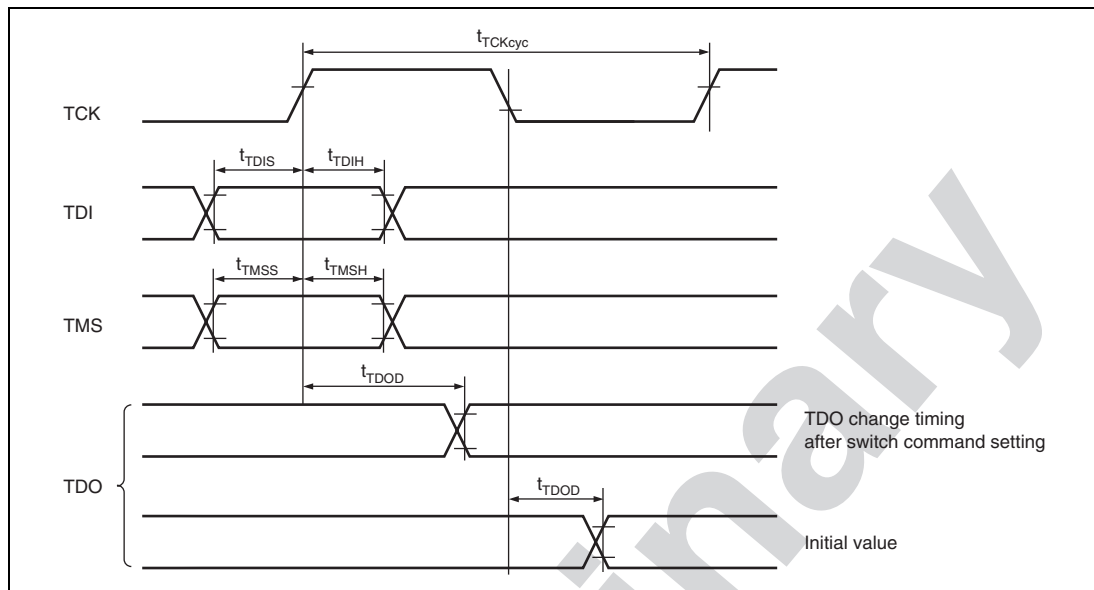 tTCKcyc
TCK
tTDIS tTDIH
TDI
tTMSS tTMSH
TMS
tTDOD
TDO change timing
after switch command setting
TDO
tTDOD
Initial value
inary